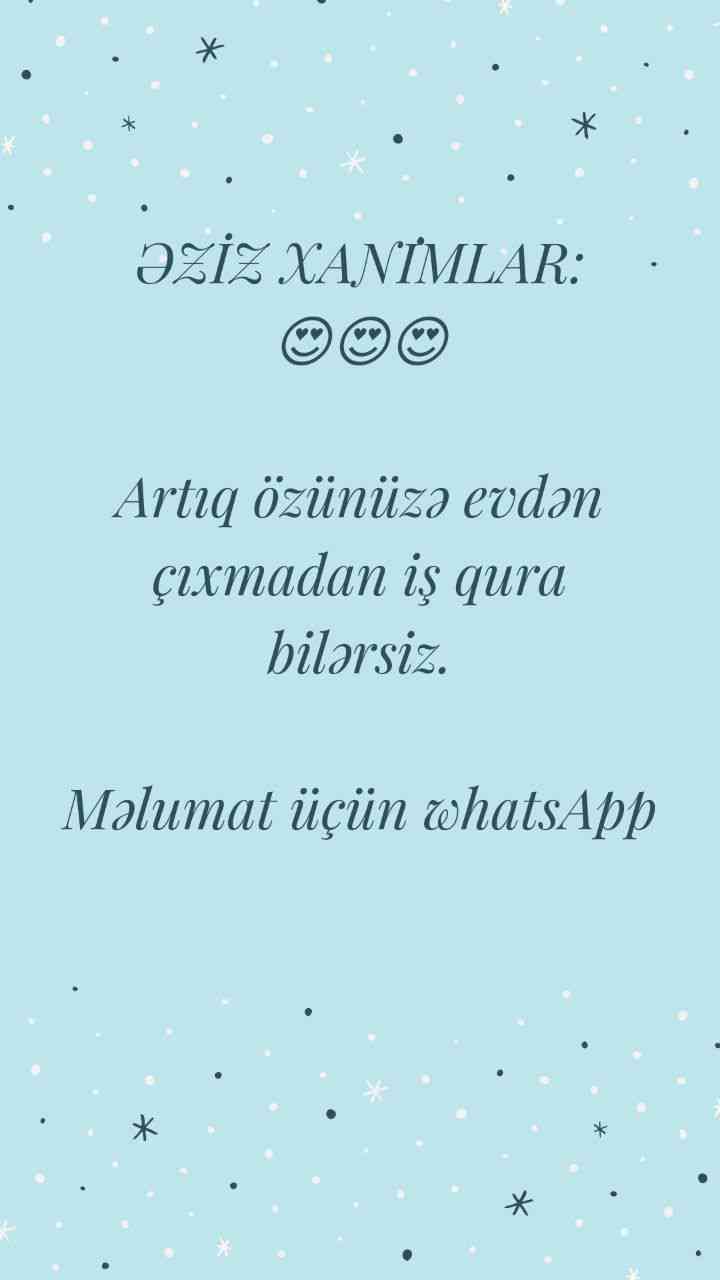 ƏZİZ XANİMLAR:
😍😍😍
Artıq özünüzə evdən
çıxmadan iş qura
bilərsiz.
Məlumat üçün whatsApp